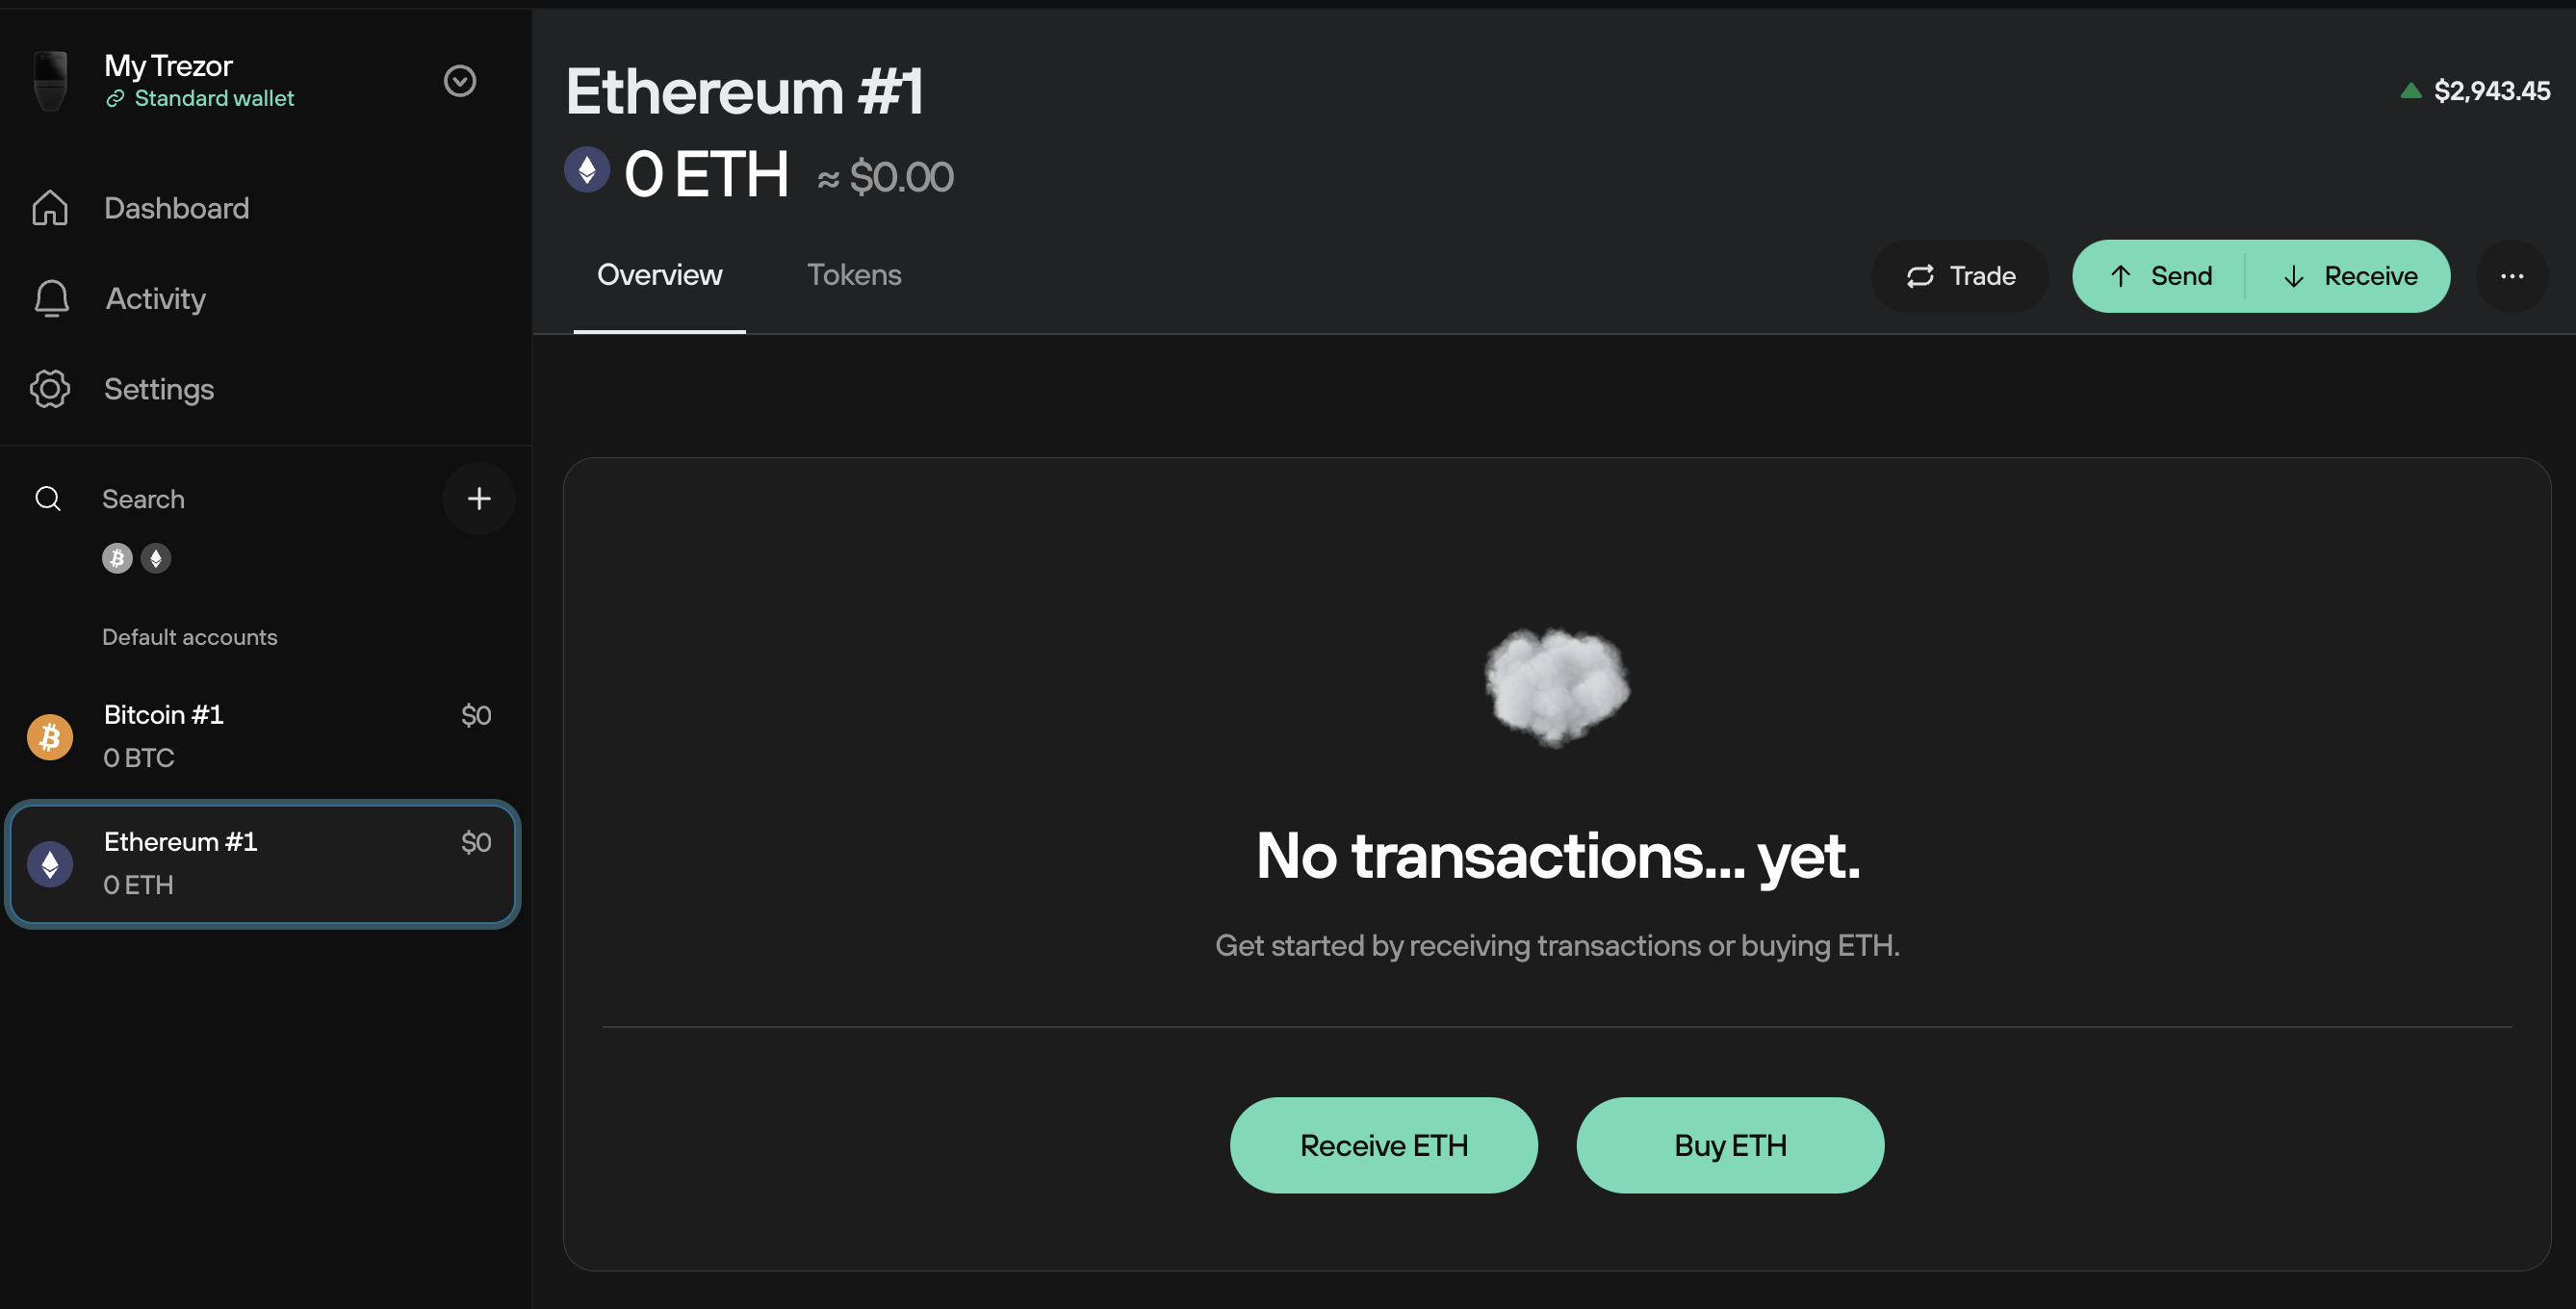 My Trezor
Standard wallet
Dashboard
Activity
Settings
Search
Default accounts
Bitcoin #1
$0
0 BTC
Ethereum #1
$0
0 ETH
Ethereum #1
$2,943.45
0 ETH ≈ $0.00
Overview
Tokens
Trade
Send
Receive
No transactions... yet.
Get started by receiving transactions or buying ETH.
Receive ETH
Buy ETH